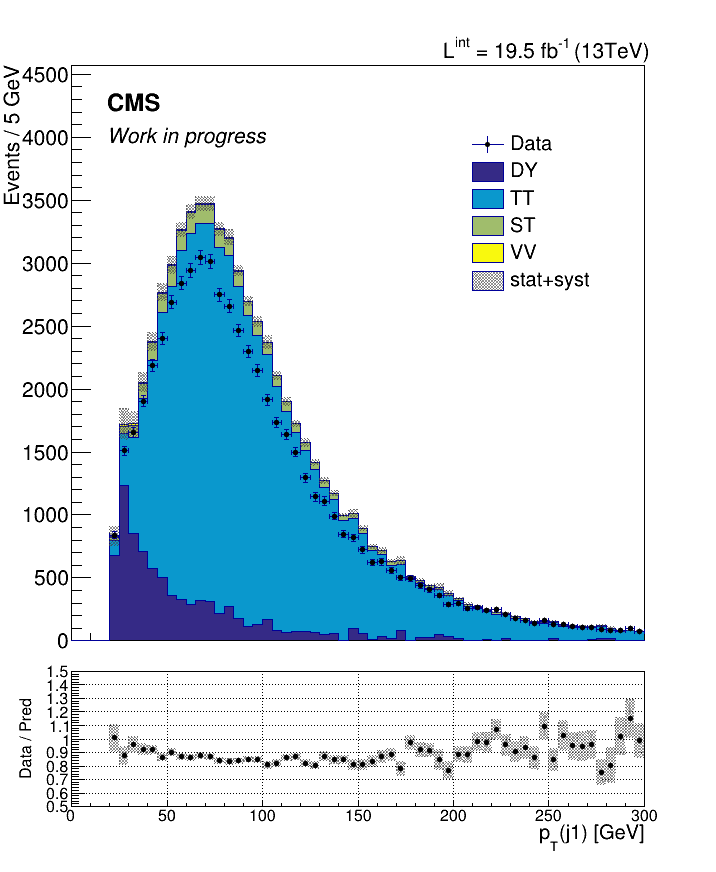 L^int = 19.5 fb^-1 (13TeV)
Events / 5 GeV
4500
4000
3500
3000
2500
2000
1500
1000
500
0
CMS
Work in progress
Data
DY
TT
ST
VV
stat+syst
Data / Pred
1.5
1.4
1.3
1.2
1.1
1
0.9
0.8
0.7
0.6
0.5
0 50 100 150 200 250 300
p_T(j1) [GeV]